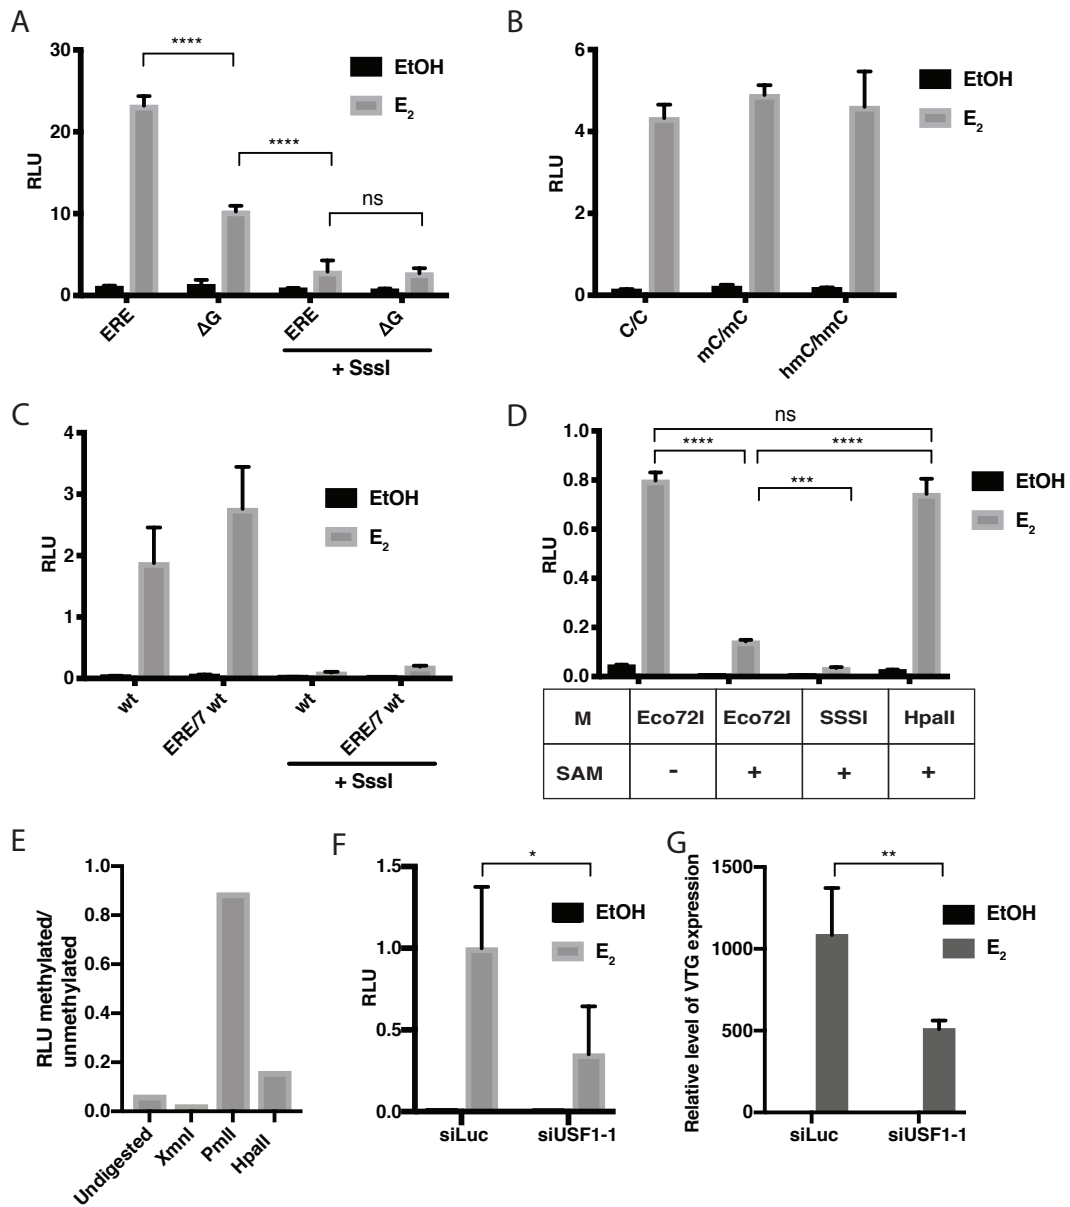 A
RLU
30
20
10
0
****
****
ns
EtOH
E2
ERE
ΔG
ERE
ΔG
+ SssI
B
RLU
6
4
2
0
EtOH
E2
C/C
mC/mC
hmC/hmC
C
RLU
4
3
2
1
0
EtOH
E2
wt
ERE/7 wt
wt
ERE/7 wt
+ SssI
D
RLU
1.0
0.8
0.6
0.4
0.2
0.0
ns
****
****
***
EtOH
E2
M Eco72I Eco72I SSSI HpaII
SAM - + + +
E
RLU methylated/
unmethylated
1.0
0.8
0.6
0.4
0.2
0.0
Undigested
XmnI
PmlI
HpaII
F
RLU
1.5
1.0
0.5
0.0
*
EtOH
E2
siLuc
siUSF1-1
G
Relative level of VTG expression
1500
1000
500
0
**
EtOH
E2
siLuc
siUSF1-1